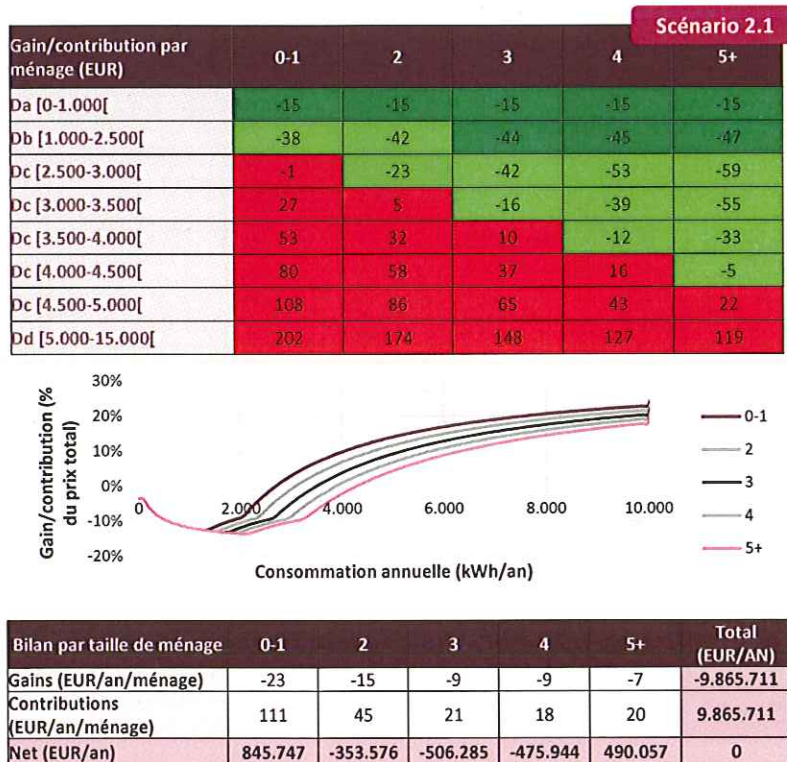 Scénario 2.1
Gain/contribution par ménage (EUR) 0-1 2 3 4 5+
Da [0-1.000[ -15 -15 -15 -15 -15
Db [1.000-2.500[ -38 -42 -44 -45 -47
Dc [2.500-3.000[ -1 -23 -42 -53 -59
Dc [3.000-3.500[ 27 5 -16 -39 -55
Dc [3.500-4.000[ 53 32 10 -12 -33
Dc [4.000-4.500[ 80 58 37 16 -5
Dc [4.500-5.000[ 108 86 65 43 22
Dd [5.000-15.000[ 202 174 148 127 119
Gain/contribution (% du prix total)
30%
20%
10%
0%
-10%
-20%
0 2.000 4.000 6.000 8.000 10.000
Consommation annuelle (kWh/an)
0-1
2
3
4
5+
Bilan par taille de ménage 0-1 2 3 4 5+ Total (EUR/AN)
Gains (EUR/an/ménage) -23 -15 -9 -9 -7 -9.865.711
Contributions (EUR/an/ménage) 111 45 21 18 20 9.865.711
Net (EUR/an) 845.747 -353.576 -506.285 -475.944 490.057 0